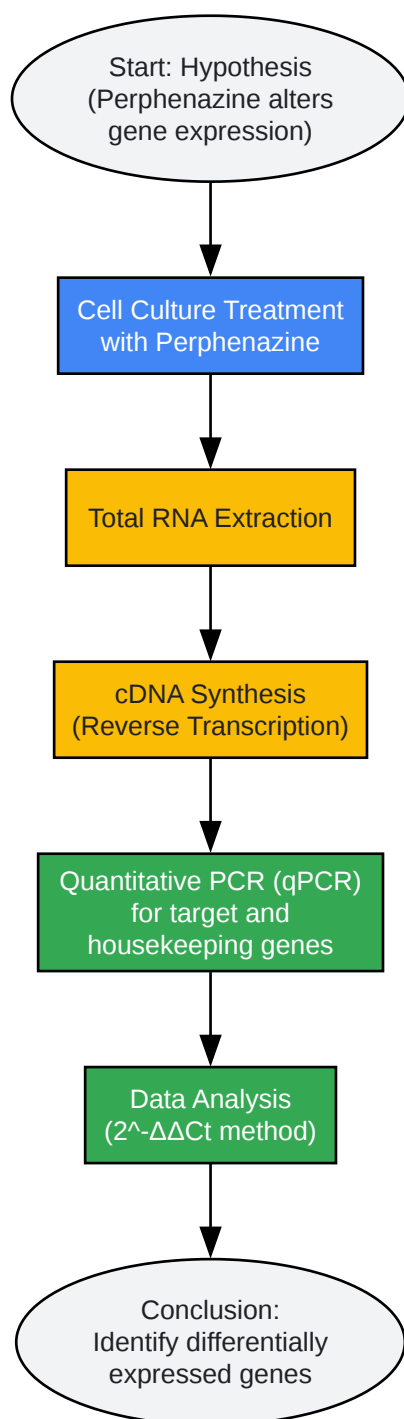 Start: Hypothesis
(Perphenazine alters
gene expression)
Cell Culture Treatment
with Perphenazine
Total RNA Extraction
cDNA Synthesis
(Reverse Transcription)
Quantitative PCR (qPCR)
for target and
housekeeping genes
Data Analysis
(2^-ΔΔCt method)
Conclusion:
Identify differentially
expressed genes